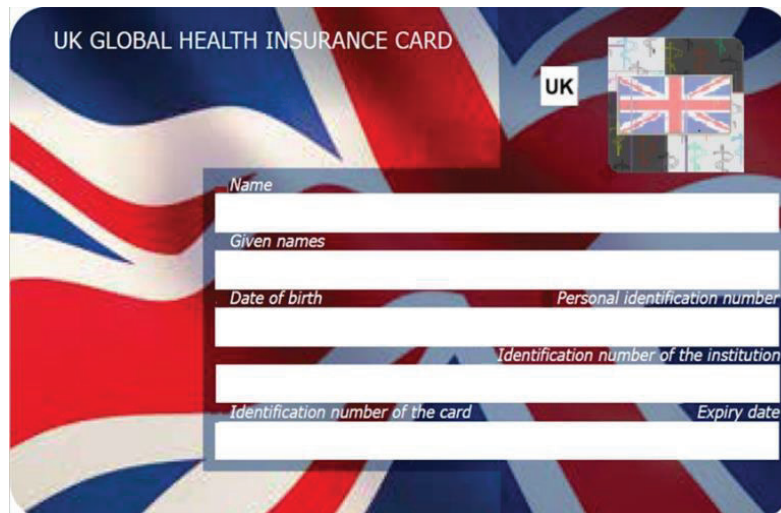 UK GLOBAL HEALTH INSURANCE CARD
UK
Name
Given names
Date of birth Personal identification number
Identification number of the institution
Identification number of the card Expiry date